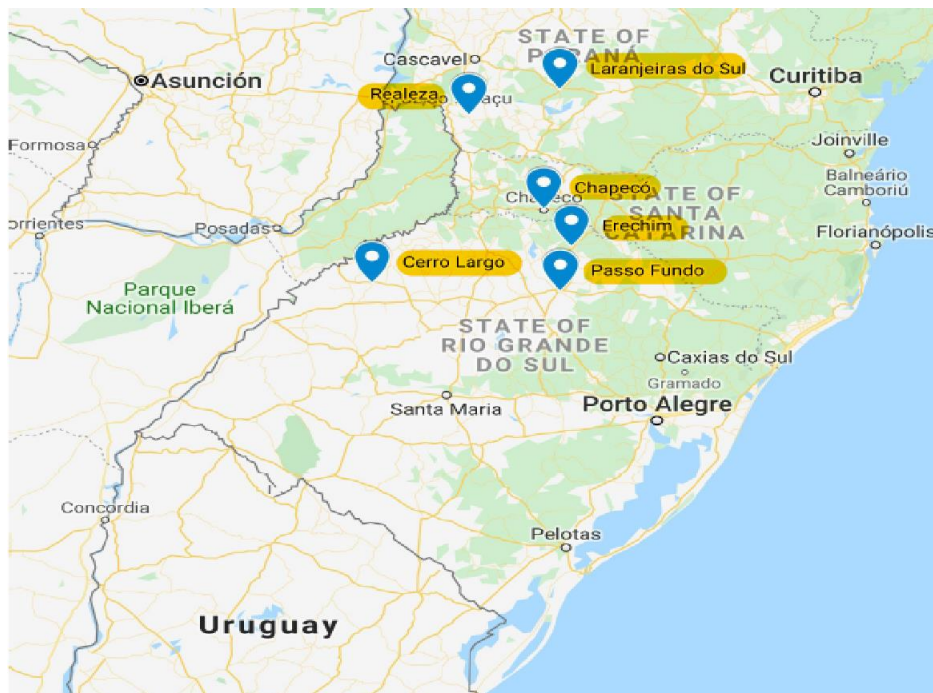 STATE OF
PARANÁ
Cascavel
Laranjeiras do Sul
Asunción
Curitiba
Realeza
Formosa
Joinville
Balneário
Camboriú
Chapecó
Chapecó
STATE OF
SANTA
CATARINA
Erechim
orrientes
Posadas
Florianópolis
Cerro Largo
Passo Fundo
Parque
Nacional Iberá
STATE OF
RIO GRANDE
DO SUL
Caxias do Sul
Gramado
Santa Maria
Porto Alegre
Concordia
Pelotas
Uruguay